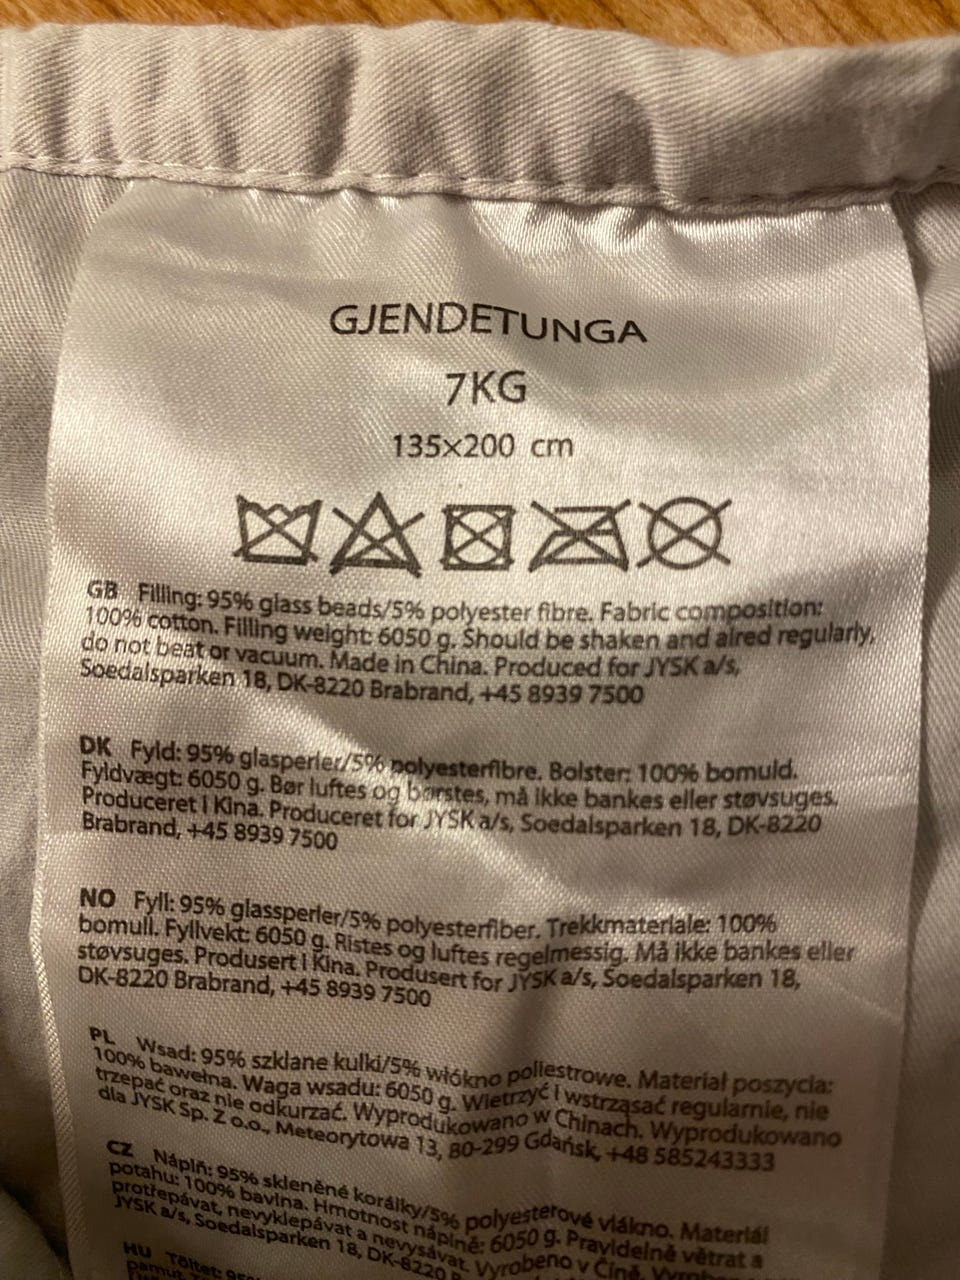 GJENDETUNGA
7KG
135×200 cm
GB Filling: 95% glass beads/5% polyester fibre. Fabric composition:
100% cotton. Filling weight: 6050 g. Should be shaken and aired regularly,
do not beat or vacuum. Made in China. Produced for JYSK a/s,
Soedalsparken 18, DK-8220 Brabrand, +45 8939 7500
DK Fyld: 95% glasperler/5% polyesterfibre. Bolster: 100% bomuld.
Fyldvægt: 6050 g. Bør luftes og børstes, må ikke bankes eller støvsuges.
Produceret i Kina. Produceret for JYSK a/s, Soedalsparken 18, DK-8220
Brabrand, +45 8939 7500
NO Fyll: 95% glassperler/5% polyesterfiber. Trekkmateriale: 100%
bomull. Fyllvekt: 6050 g. Ristes og luftes regelmessig. Må ikke bankes eller
støvsuges. Produsert i Kina. Produsert for JYSK a/s, Soedalsparken 18,
DK-8220 Brabrand, +45 8939 7500
PL Wsad: 95% szklane kulki/5% włókno poliestrowe. Materiał poszycia:
100% bawełna. Waga wsadu: 6050 g. Wietrzyć i wstrząsać regularnie, nie
trzepać oraz nie odkurzać. Wyprodukowano w Chinach. Wyprodukowano
dla JYSK Sp. Z o.o., Meteorytowa 13, 80-299 Gdańsk, +48 585243333
CZ Náplň: 95% skleněné korálky/5% polyesterové vlákno. Materiál
potahu: 100% bavlna. Hmotnost náplně: 6050 g. Pravidelně větrat a
protřepávat, nevyklepávat a nevysávat. Vyrobeno v Číně.
JYSK a/s, Soedalsparken 18, DK-8220
HU Töltet: 95%
pamut.